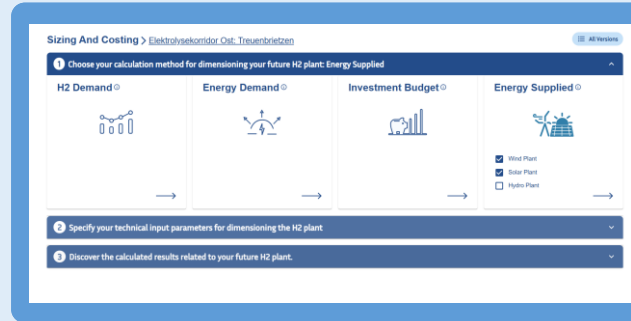 Sizing And Costing > Elektrolysekorridor Ost: Treuenbrietzen
All Versions
1 Choose your calculation method for dimensioning your future H2 plant: Energy Supplied
H2 Demand
Energy Demand
Investment Budget
Energy Supplied
Wind Plant
Solar Plant
Hydro Plant
2 Specify your technical input parameters for dimensioning the H2 plant
3 Discover the calculated results related to your future H2 plant.